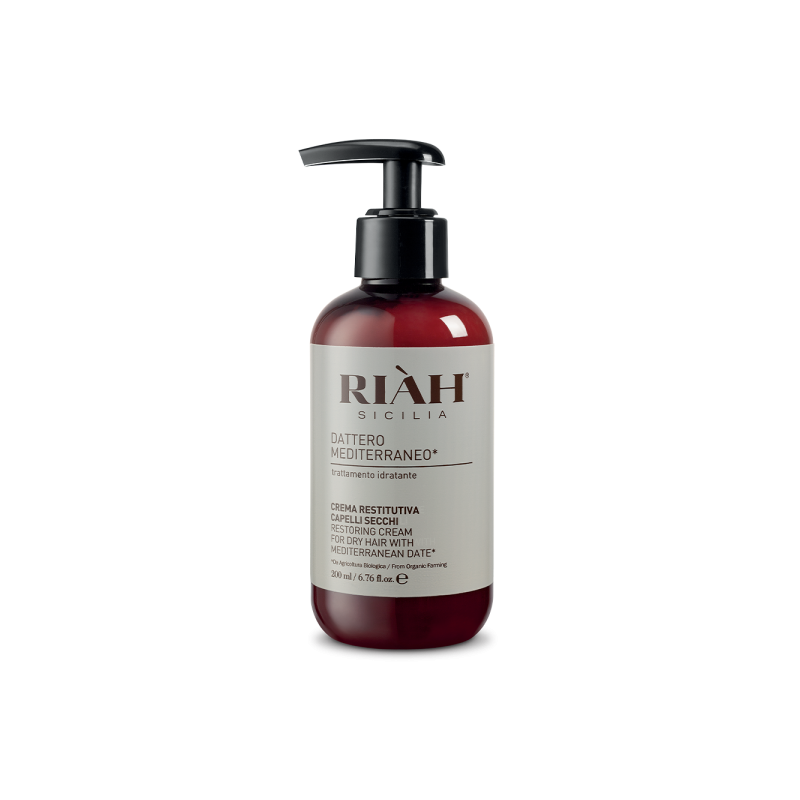 RIÀH®
SICILIA
DATTERO
MEDITERRANEO*
trattamento idratante
CREMA RESTITUTIVA
CAPELLI SECCHI
RESTORING CREAM
FOR DRY HAIR WITH
MEDITERRANEAN DATE*
*Da Agricoltura Biologica / From Organic Farming
200 ml / 6.76 fl.oz. ℮